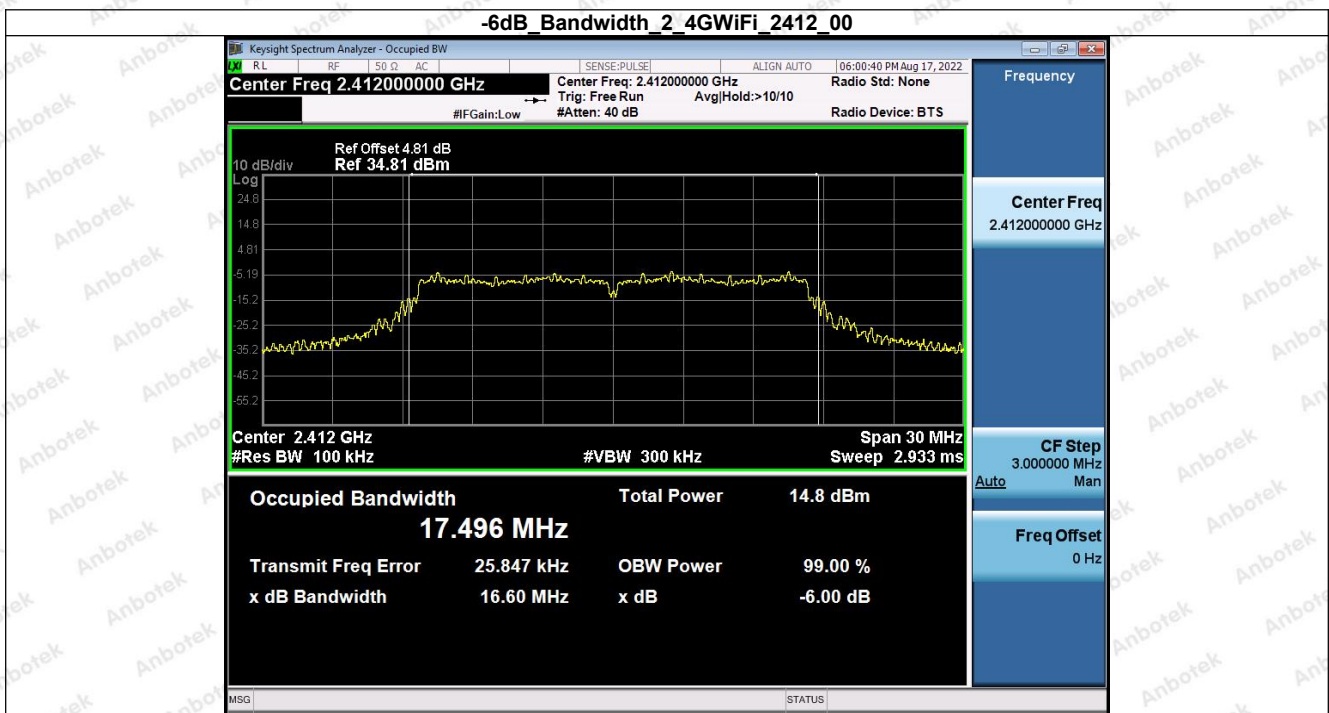 -6dB_Bandwidth_2_4GWiFi_2412_00
Keysight Spectrum Analyzer - Occupied BW
RL RF 50 Ω AC SENSE:PULSE ALIGN AUTO 06:00:40 PM Aug 17, 2022
Center Freq 2.412000000 GHz
Center Freq: 2.412000000 GHz
Radio Std: None
Trig: Free Run Avg|Hold:>10/10
#IFGain:Low
#Atten: 40 dB
Radio Device: BTS
Ref Offset 4.81 dB
10 dB/div Ref 34.81 dBm
Log
24.8
14.8
4.81
-5.19
-15.2
-25.2
-35.2
-45.2
-55.2
Center 2.412 GHz
Span 30 MHz
#Res BW 100 kHz
#VBW 300 kHz
Sweep 2.933 ms
Occupied Bandwidth
17.496 MHz
Total Power 14.8 dBm
Transmit Freq Error 25.847 kHz
OBW Power 99.00 %
x dB Bandwidth 16.60 MHz
x dB -6.00 dB
MSG
STATUS
Frequency
Center Freq
2.412000000 GHz
CF Step
3.000000 MHz
Auto Man
Freq Offset
0 Hz
Anbotek